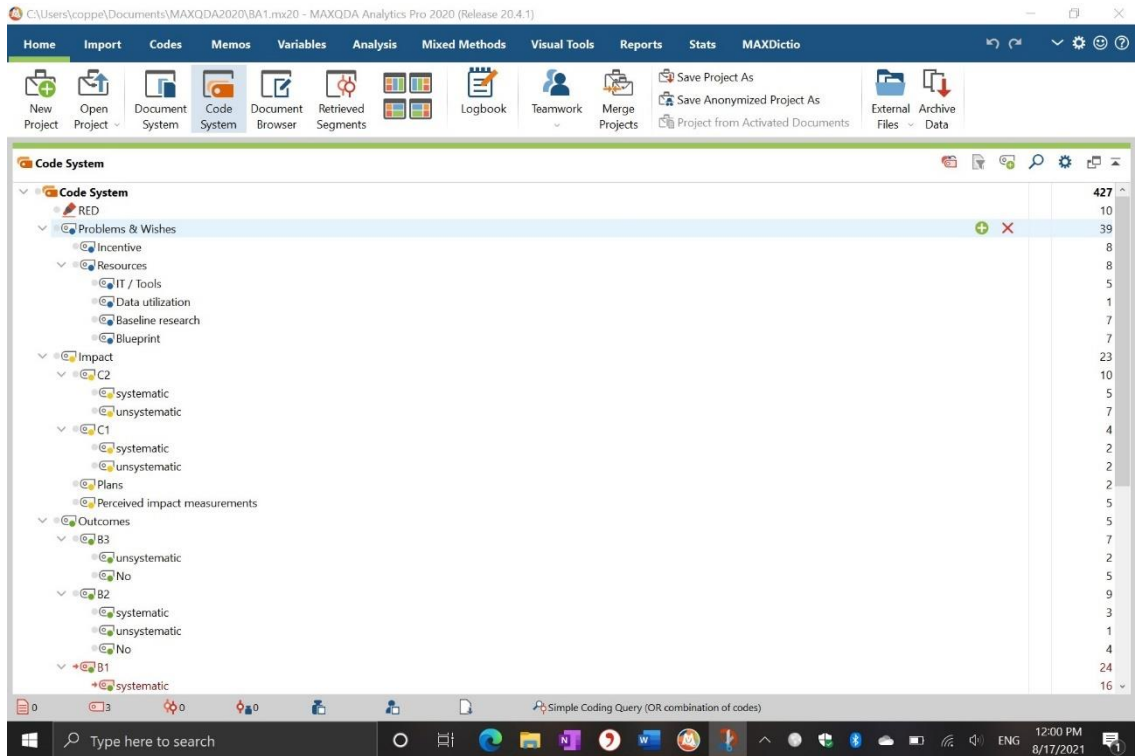 C:\Users\coppe\Documents\MAXQDA2020\BA1.mx20 - MAXQDA Analytics Pro 2020 (Release 20.4.1)
Home Import Codes Memos Variables Analysis Mixed Methods Visual Tools Reports Stats MAXDictio
New Project
Open Project
Document System
Code System
Document Browser
Retrieved Segments
Logbook
Teamwork
Merge Projects
Save Project As
Save Anonymized Project As
Project from Activated Documents
External Files
Archive Data
Code System
Code System 427
RED 10
Problems & Wishes 39
Incentive 8
Resources 8
IT / Tools 5
Data utilization 1
Baseline research 7
Blueprint 7
Impact 23
C2 10
systematic 5
unsystematic 7
C1 4
systematic 2
unsystematic 2
Plans 2
Perceived impact measurements 5
Outcomes 5
B3 7
unsystematic 2
No 5
B2 9
systematic 3
unsystematic 1
No 4
B1 24
systematic 16
0 3 0 0 Simple Coding Query (OR combination of codes)
Type here to search ENG 12:00 PM
8/17/2021